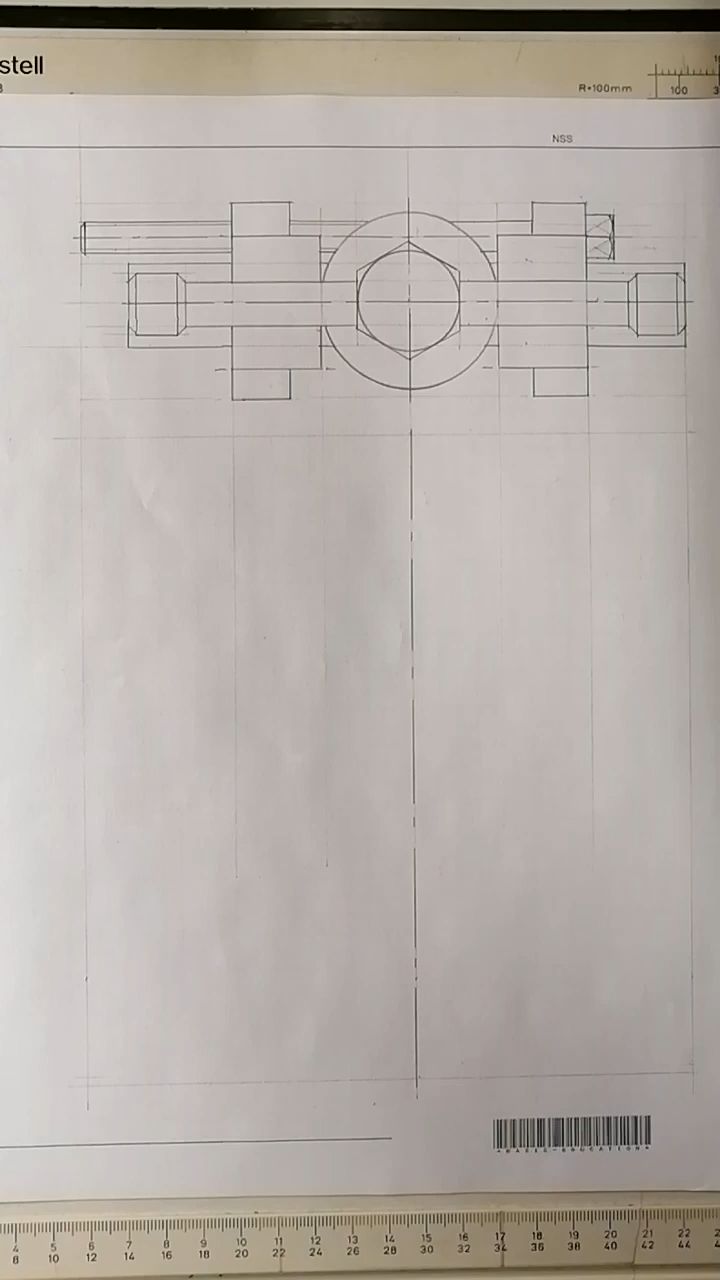 stell
R•100mm
100
NSS
4 5 6 7 8 9 10 11 12 13 14 15 16 17 18 19 20 21 22
8 10 12 14 16 18 20 22 24 26 28 30 32 34 36 38 40 42 44